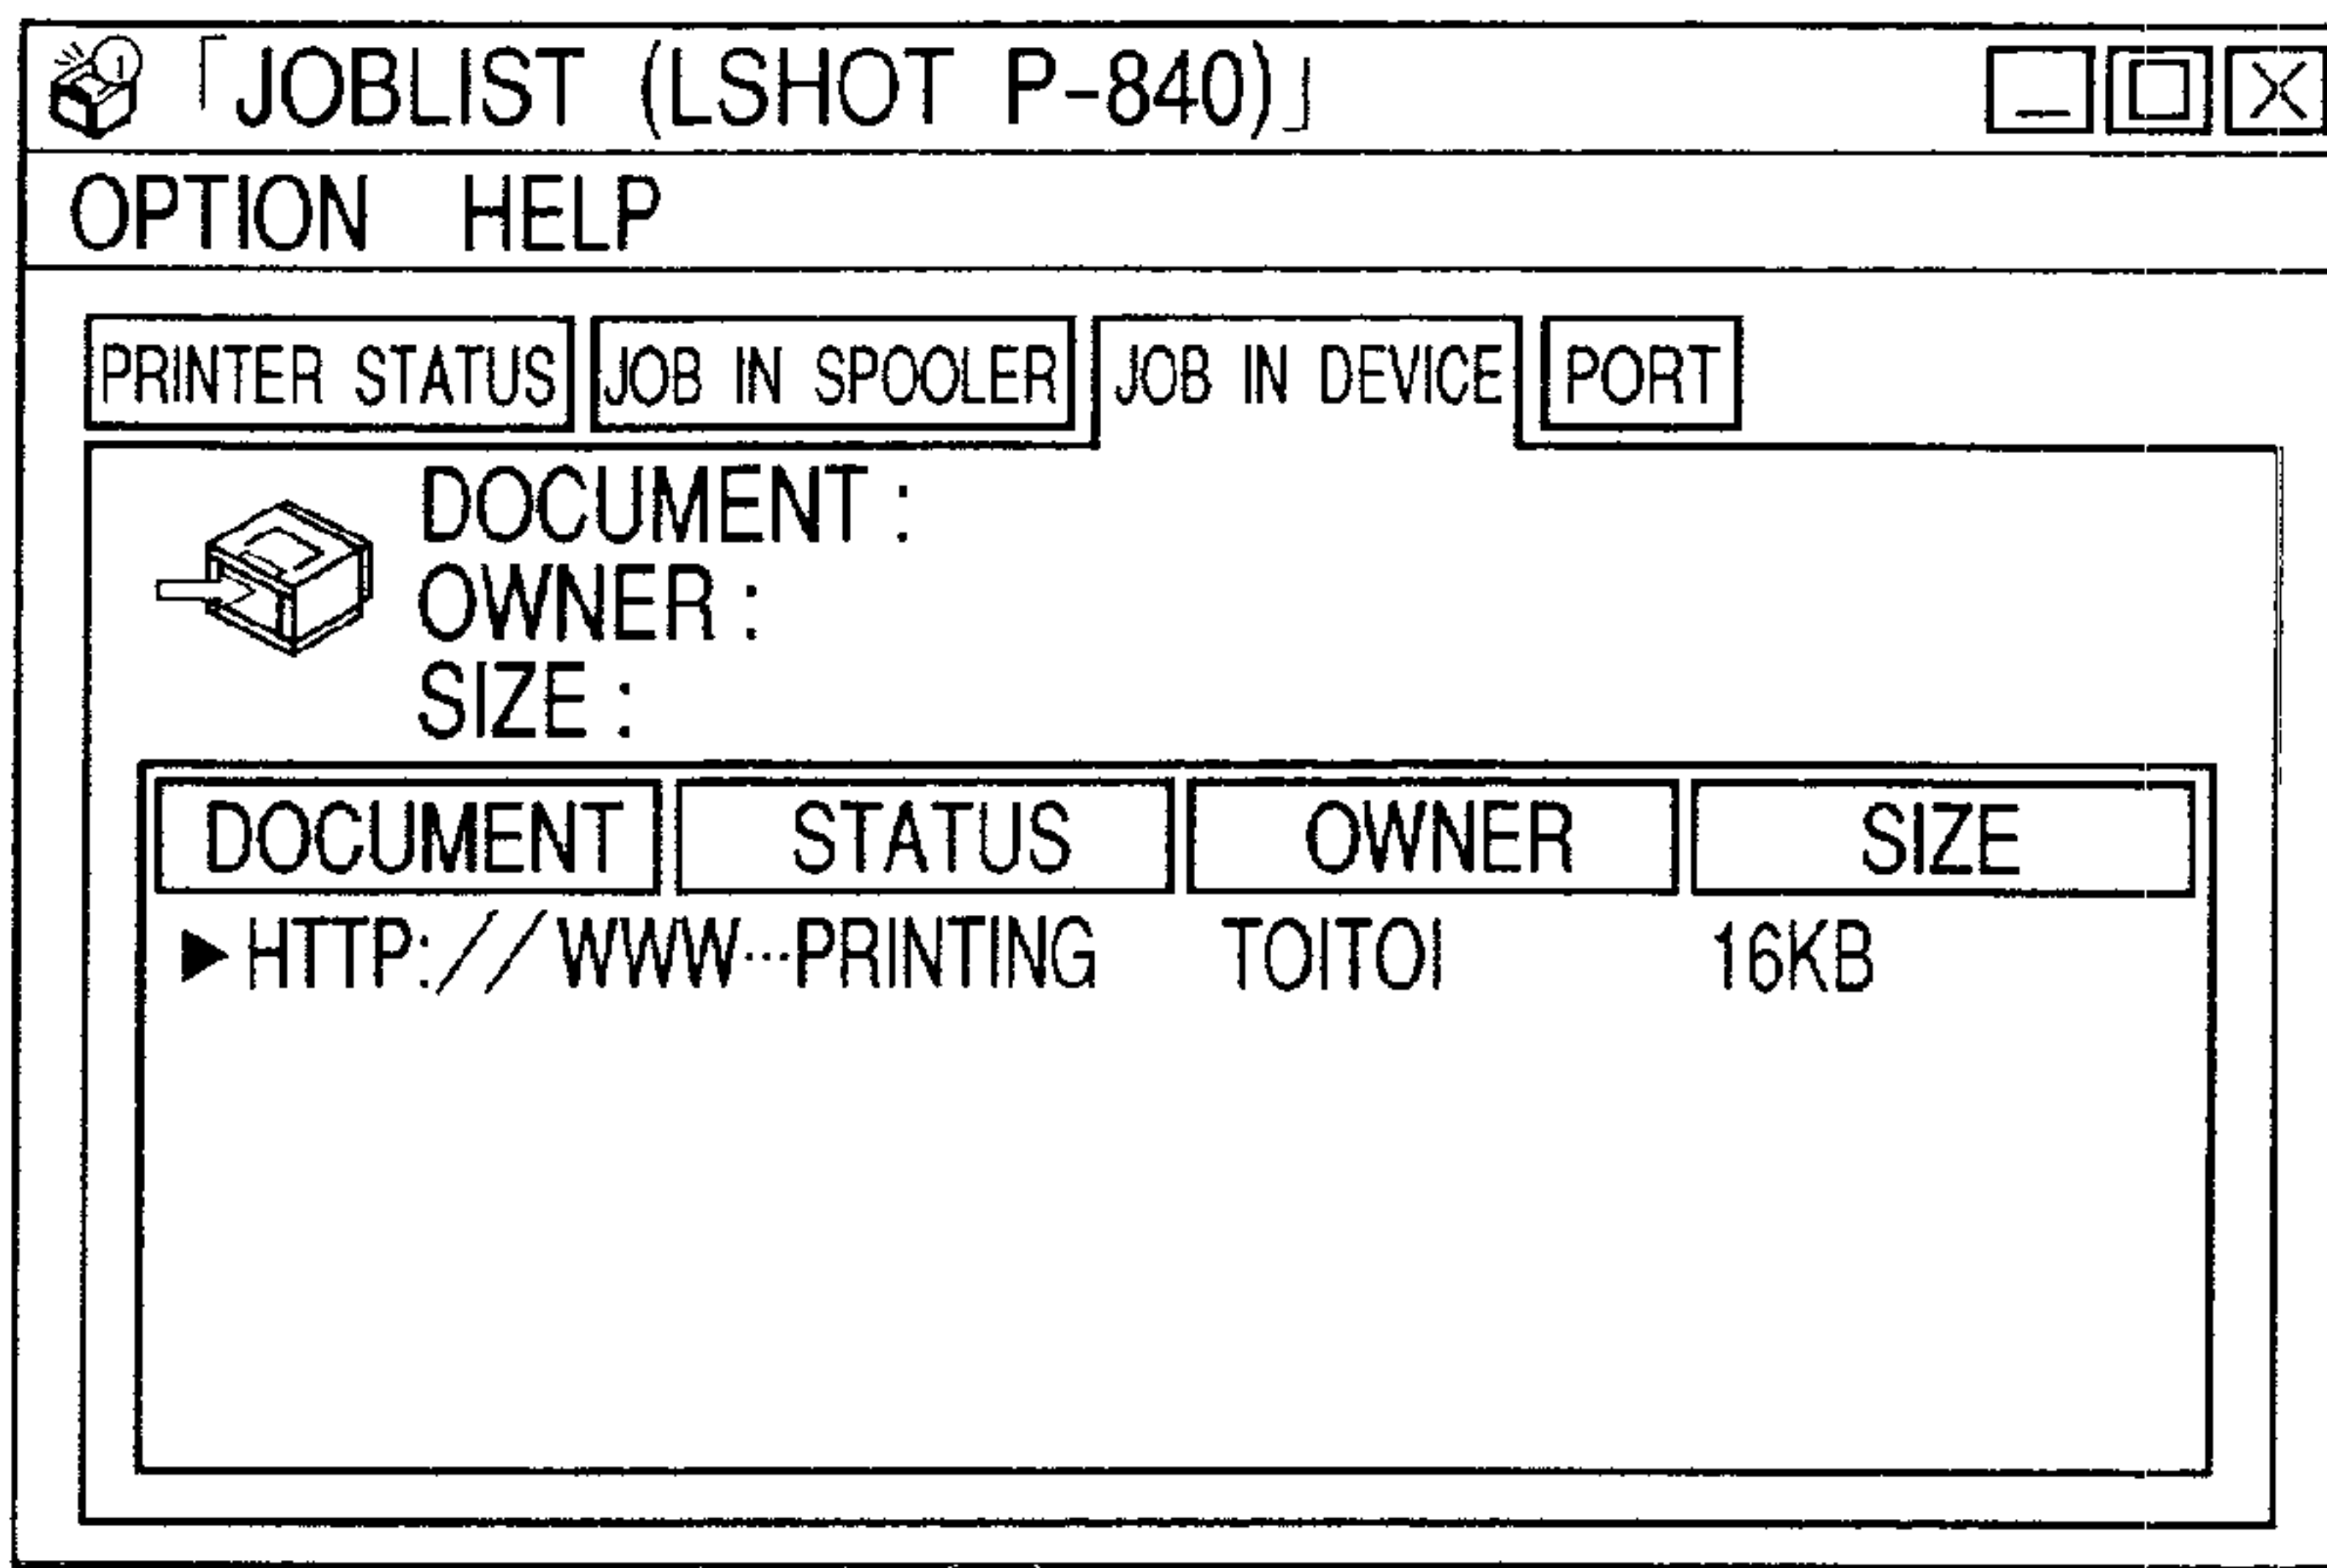 「JOBLIST (LSHOT P-840)」
OPTION HELP
PRINTER STATUS JOB IN SPOOLER JOB IN DEVICE PORT
DOCUMENT :
OWNER :
SIZE :
DOCUMENT STATUS OWNER SIZE
▶HTTP://WWW…PRINTING TOITOI 16KB